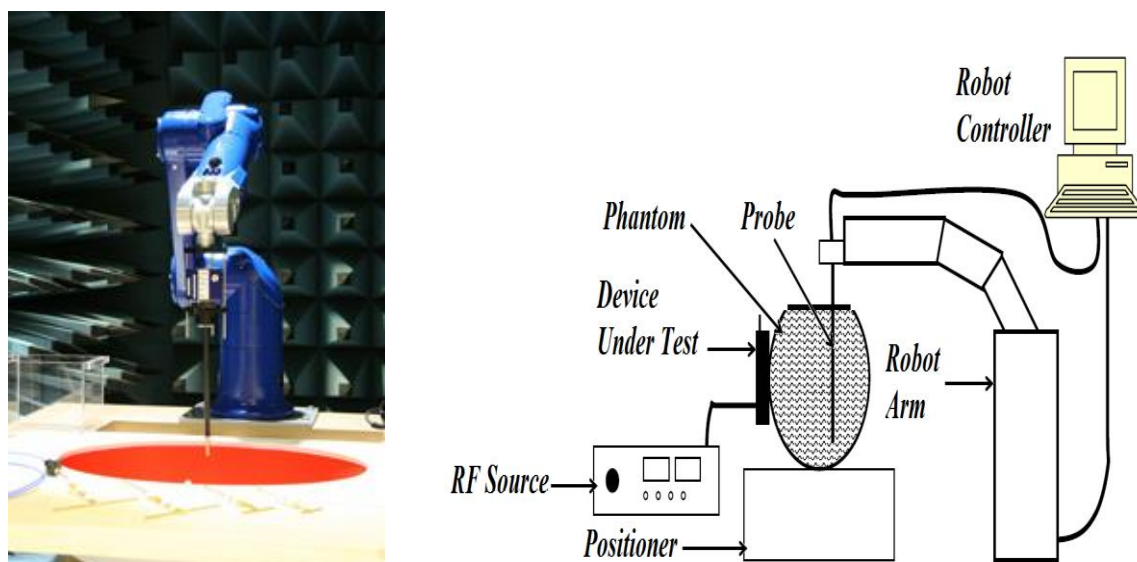 Robot
Controller
Phantom
Probe
Device
Under Test
Robot
Arm
RF Source
Positioner